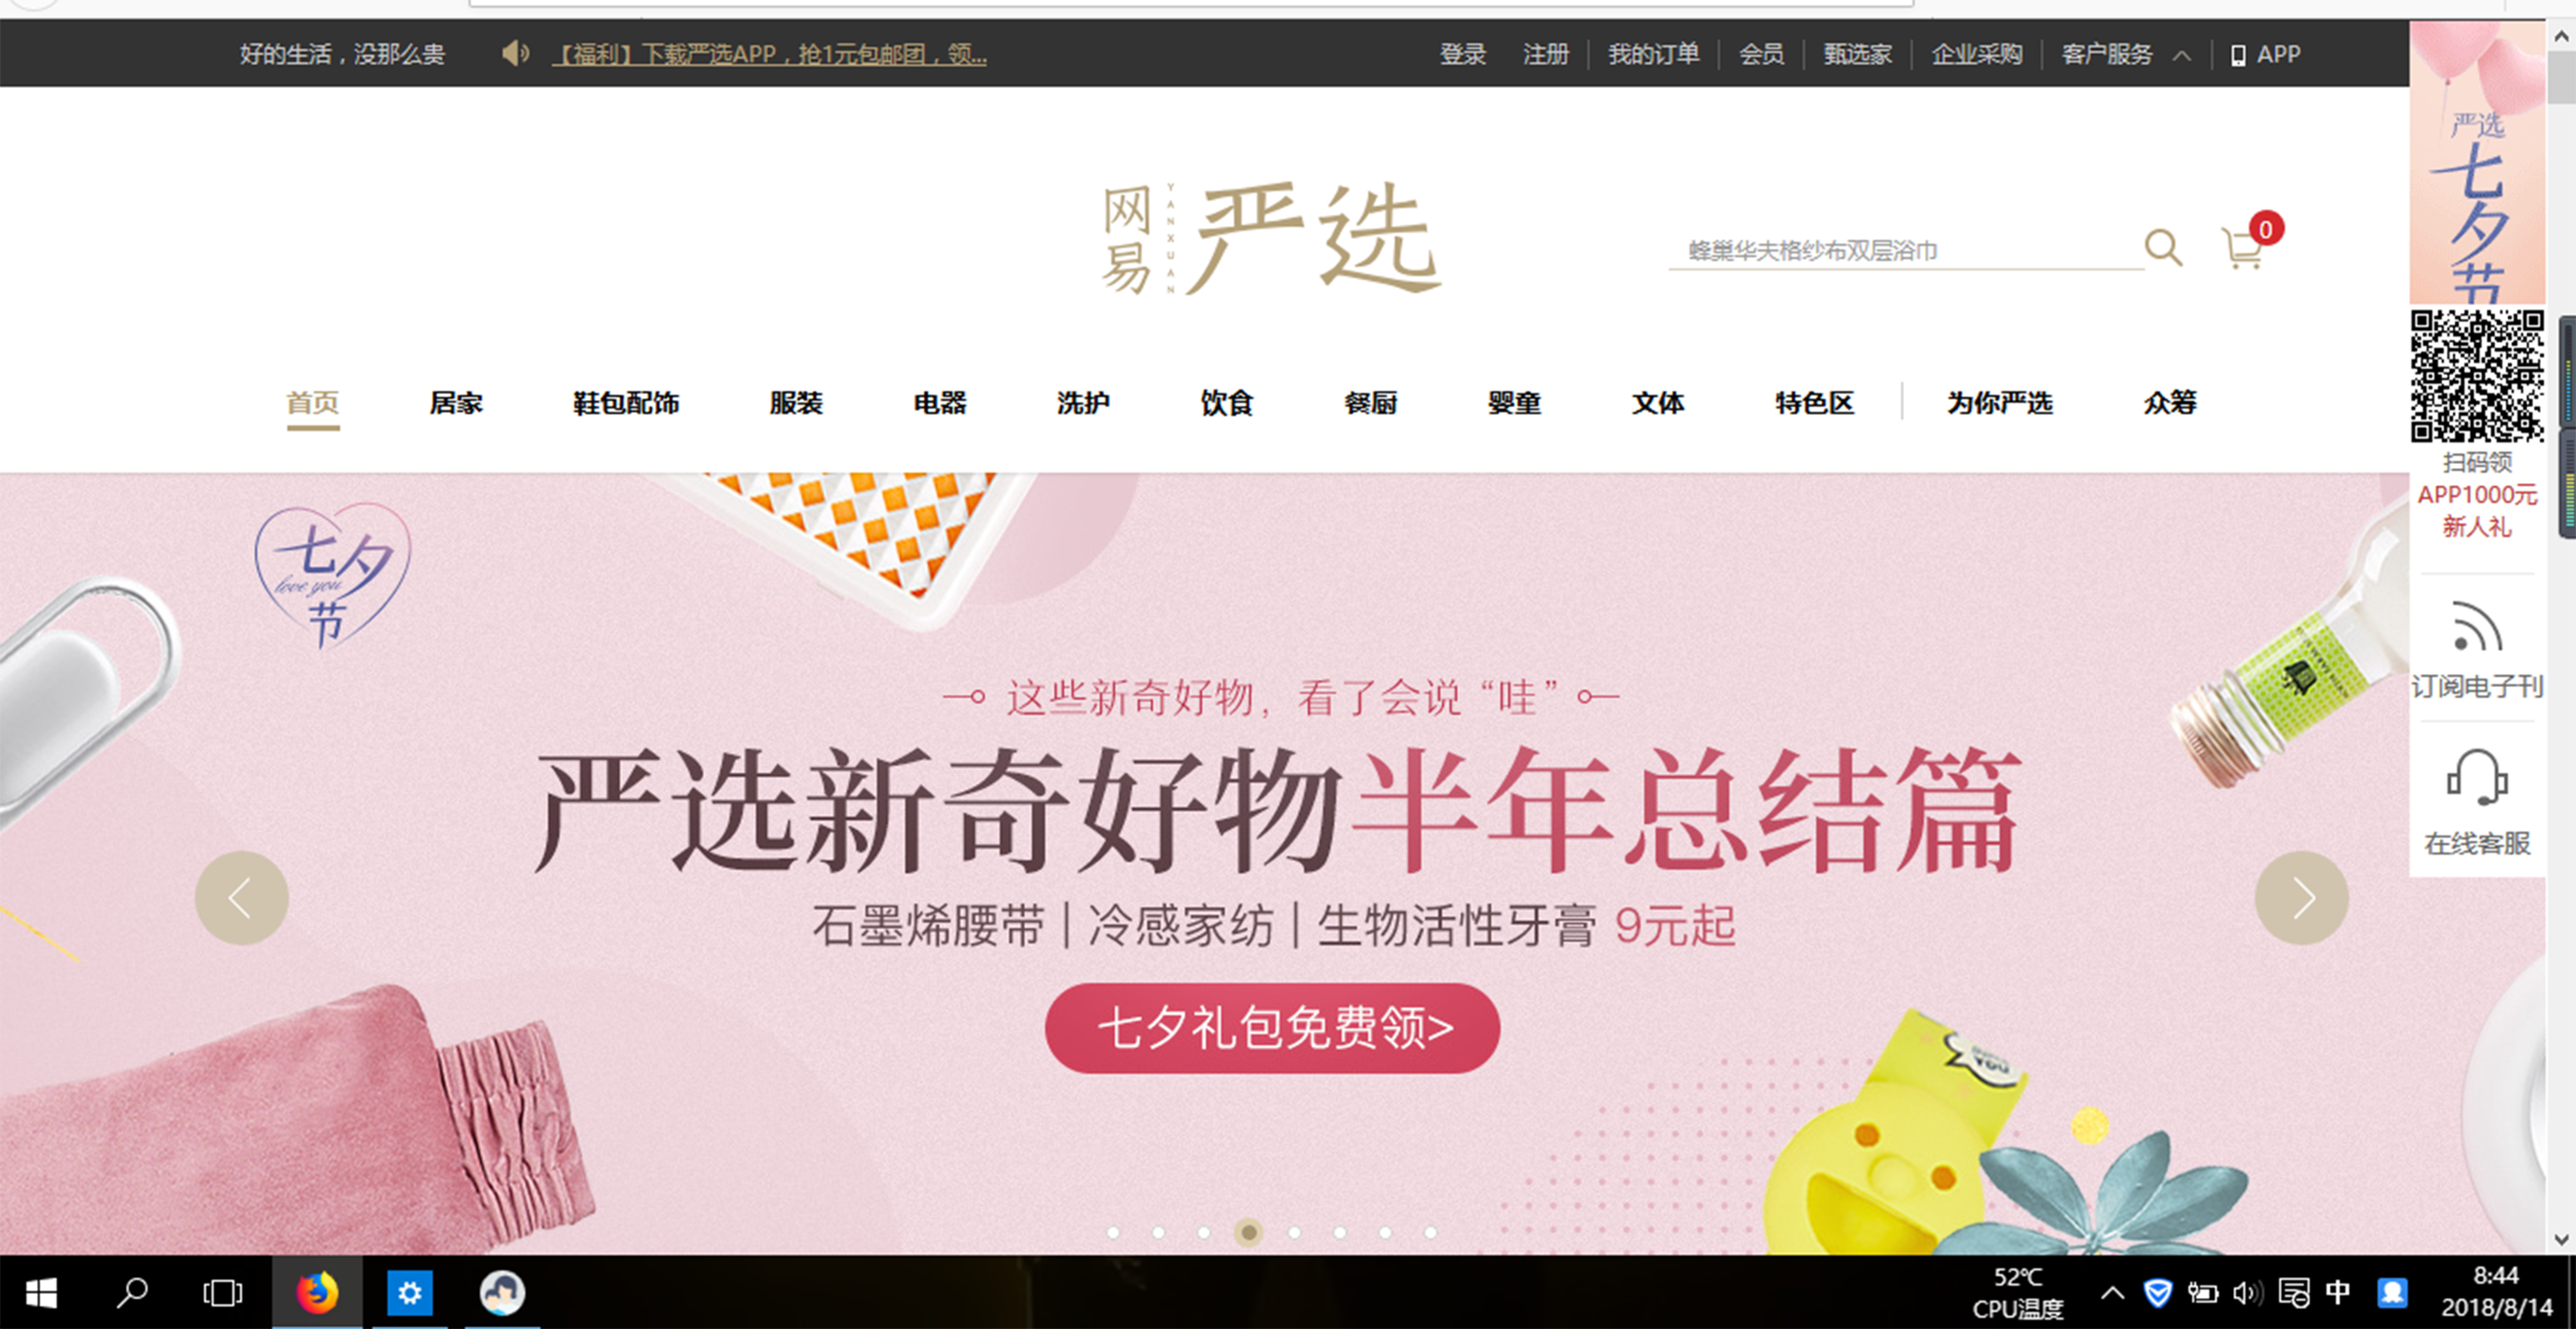 好的生活，没那么贵
【福利】下载严选APP，抢1元包邮团，领...
登录 注册 我的订单 会员 甄选家 企业采购 客户服务 APP
网易
YANXUAN
严选
蜂巢华夫格纱布双层浴巾
0
首页 居家 鞋包配饰 服装 电器 洗护 饮食 餐厨 婴童 文体 特色区 为你严选 众筹
严选
七夕节
扫码领
APP1000元
新人礼
订阅电子刊
在线客服
七夕
love you
节
这些新奇好物，看了会说“哇”
严选新奇好物半年总结篇
石墨烯腰带 | 冷感家纺 | 生物活性牙膏 9元起
七夕礼包免费领>
YOU
52℃
CPU温度
中
8:44
2018/8/14